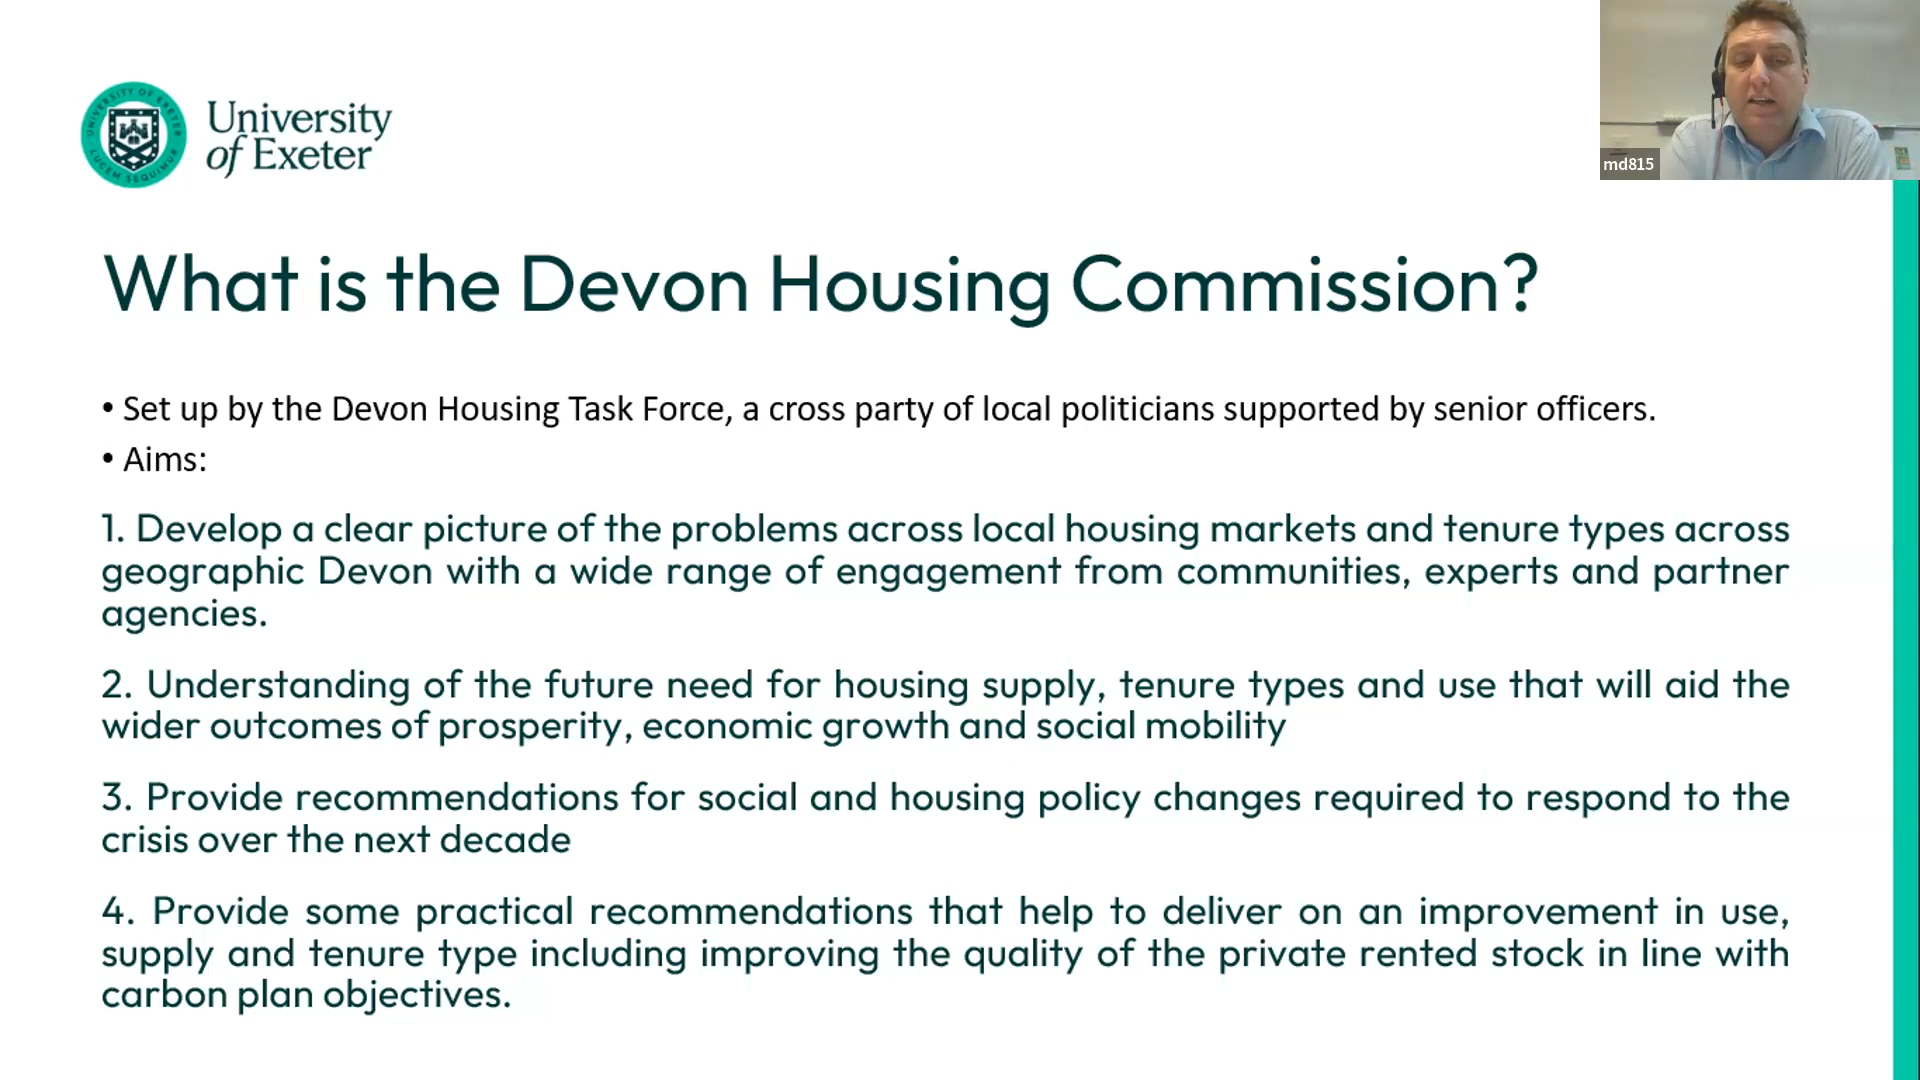 UNIVERSITY OF EXETER
LUCEM SEQUIMUR
University
of Exeter
md815
What is the Devon Housing Commission?
• Set up by the Devon Housing Task Force, a cross party of local politicians supported by senior officers.
• Aims:
1. Develop a clear picture of the problems across local housing markets and tenure types across
geographic Devon with a wide range of engagement from communities, experts and partner
agencies.
2. Understanding of the future need for housing supply, tenure types and use that will aid the
wider outcomes of prosperity, economic growth and social mobility
3. Provide recommendations for social and housing policy changes required to respond to the
crisis over the next decade
4. Provide some practical recommendations that help to deliver on an improvement in use,
supply and tenure type including improving the quality of the private rented stock in line with
carbon plan objectives.